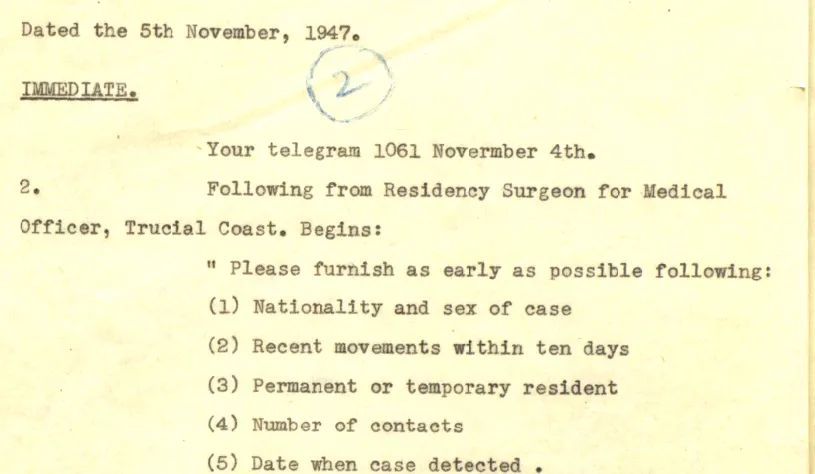 Dated the 5th November, 1947.
2
IMMEDIATE.
Your telegram 1061 Novermber 4th.
2. Following from Residency Surgeon for Medical
Officer, Trucial Coast. Begins:
" Please furnish as early as possible following:
(1) Nationality and sex of case
(2) Recent movements within ten days
(3) Permanent or temporary resident
(4) Number of contacts
(5) Date when case detected .